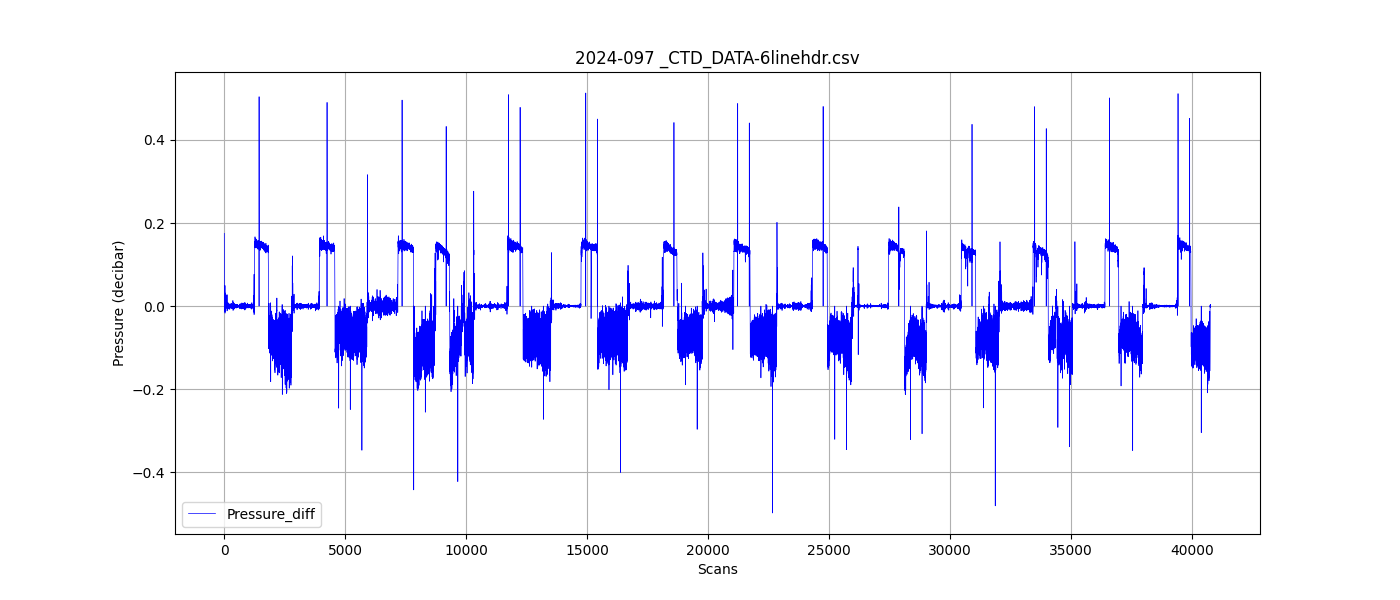 2024-097 _CTD_DATA-6linehdr.csv
Pressure (decibar)
0.4
0.2
0.0
−0.2
−0.4
Pressure_diff
0 5000 10000 15000 20000 25000 30000 35000 40000
Scans